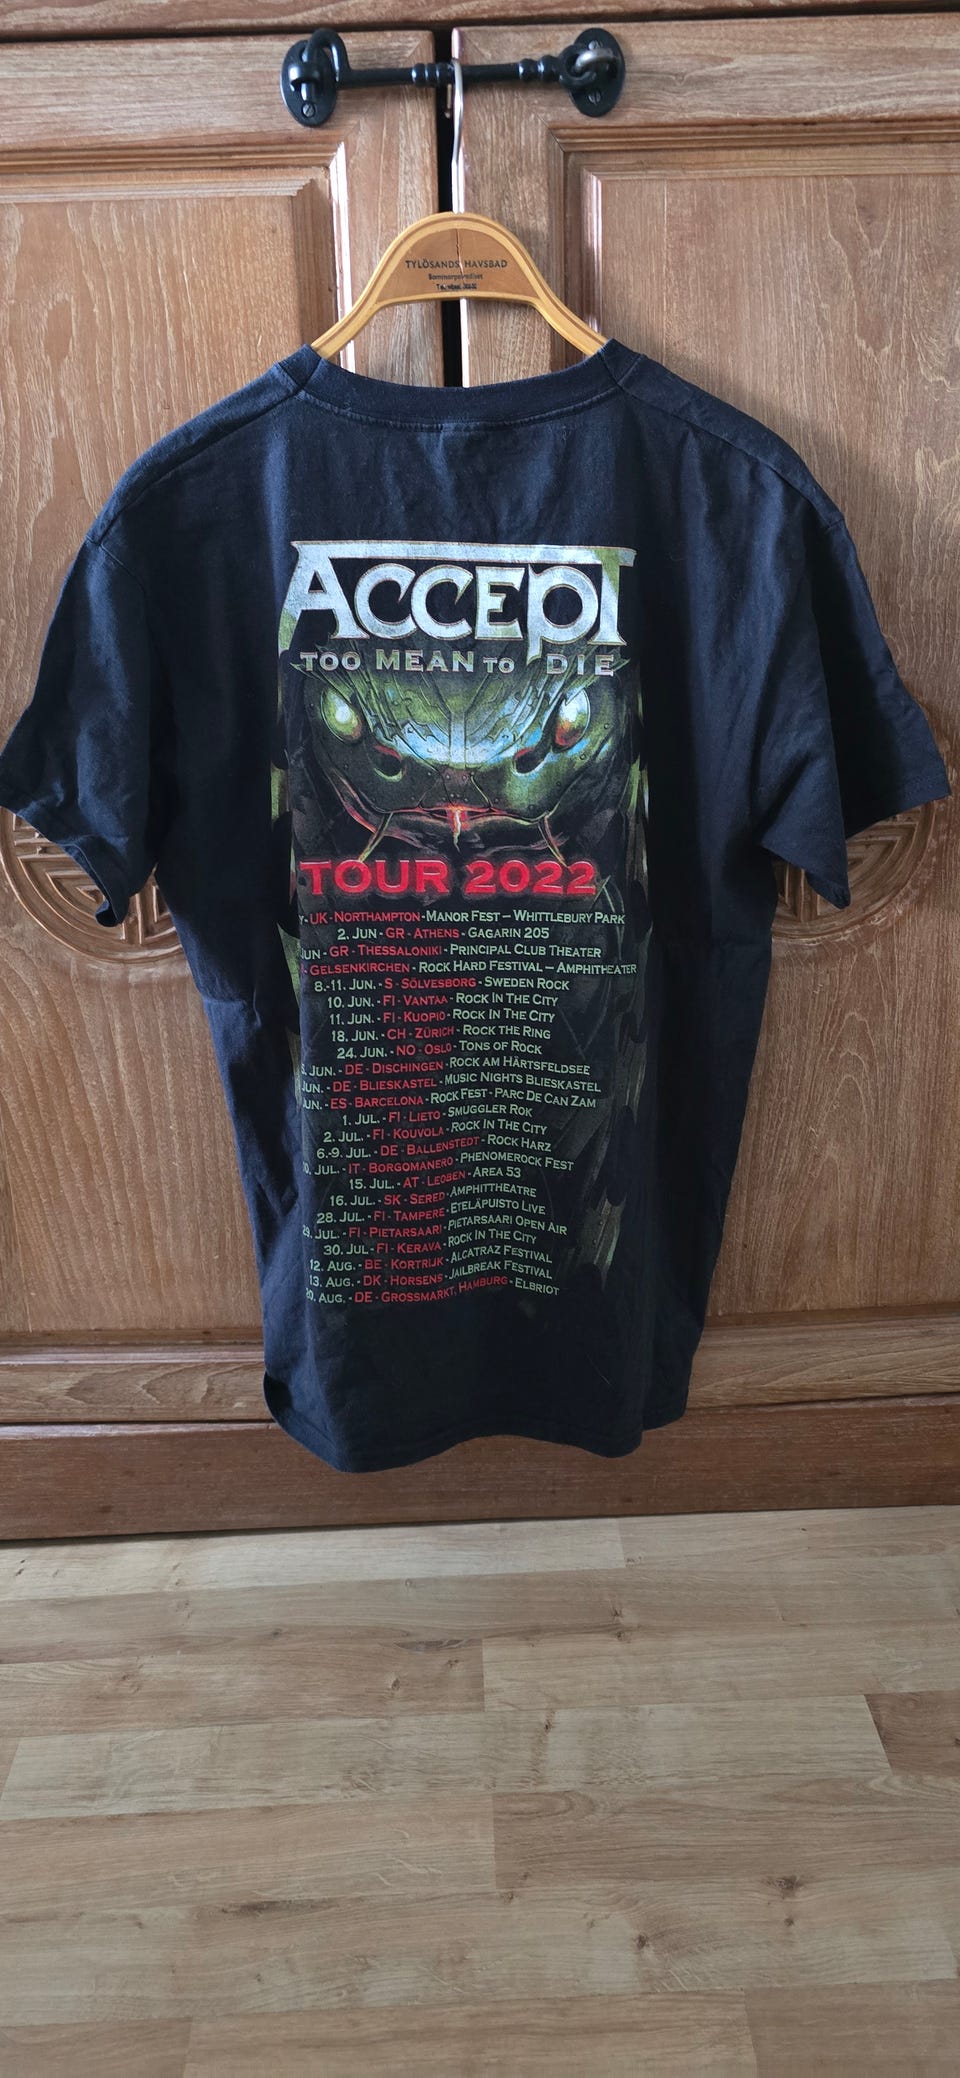 TYLÖSANDS HAVSBAD
Sommarparadiset
ACCEPT
TOO MEAN TO DIE
TOUR 2022
- UK - NORTHAMPTON - MANOR FEST – WHITTLEBURY PARK
2. JUN - GR - ATHENS - GAGARIN 205
JUN - GR - THESSALONIKI - PRINCIPAL CLUB THEATER
- GELSENKIRCHEN - ROCK HARD FESTIVAL – AMPHITHEATER
8.-11. JUN. - S - SÖLVESBORG - SWEDEN ROCK
10. JUN. - FI - VANTAA - ROCK IN THE CITY
11. JUN. - FI - KUOPIO - ROCK IN THE CITY
18. JUN. - CH - ZÜRICH - ROCK THE RING
24. JUN. - NO - OSLO - TONS OF ROCK
JUN. - DE - DISCHINGEN - ROCK AM HÄRTSFELDSEE
JUN. - DE - BLIESKASTEL - MUSIC NIGHTS BLIESKASTEL
JUN. - ES - BARCELONA - ROCK FEST - PARC DE CAN ZAM
1. JUL. - FI - LIETO - SMUGGLER ROK
2. JUL. - FI - KOUVOLA - ROCK IN THE CITY
6.-9. JUL. - DE - BALLENSTEDT - ROCK HARZ
JUL. - IT - BORGOMANERO - PHENOMEROCK FEST
15. JUL. - AT - LEOBEN - AREA 53
16. JUL. - SK - SERED - AMPHITTHEATRE
28. JUL. - FI - TAMPERE - ETELÄPUISTO LIVE
29. JUL. - FI - PIETARSAARI - PIETARSAARI OPEN AIR
30. JUL - FI - KERAVA - ROCK IN THE CITY
12. AUG. - BE - KORTRIJK - ALCATRAZ FESTIVAL
13. AUG. - DK - HORSENS - JAILBREAK FESTIVAL
20. AUG. - DE - GROSSMARKT, HAMBURG - ELBRIOT